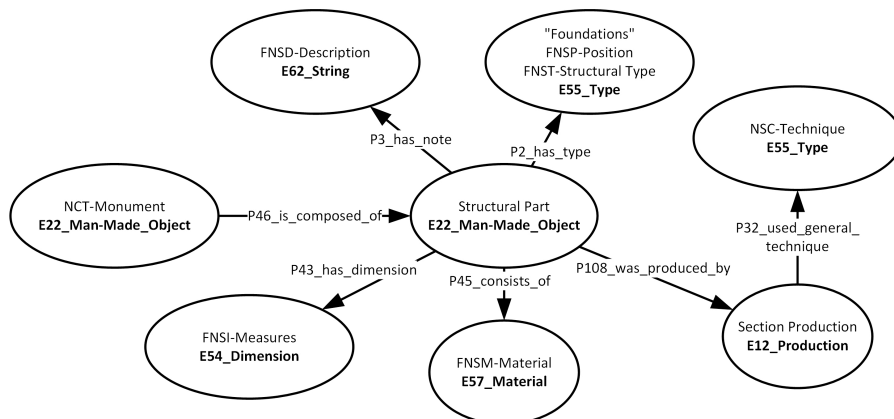 FNSD-Description
E62_String
"Foundations"
FNSP-Position
FNST-Structural Type
E55_Type
P3_has_note
P2_has_type
NSC-Technique
E55_Type
NCT-Monument
E22_Man-Made_Object
P46_is_composed_of
Structural Part
E22_Man-Made_Object
P32_used_general_
technique
P43_has_dimension
P45_consists_of
P108_was_produced_by
FNSI-Measures
E54_Dimension
FNSM-Material
E57_Material
Section Production
E12_Production